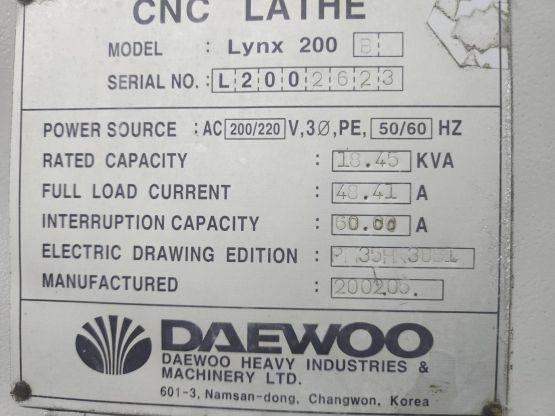 CNC LATHE
MODEL : Lynx 200 B
SERIAL NO. : L2002623
POWER SOURCE : AC 200/220 V, 3Ø, PE, 50/60 HZ
RATED CAPACITY : 18.45 KVA
FULL LOAD CURRENT : 48.41 A
INTERRUPTION CAPACITY : 60.00 A
ELECTRIC DRAWING EDITION :
MANUFACTURED : 200205.
DAEWOO
DAEWOO HEAVY INDUSTRIES &
MACHINERY LTD.
601-3, Namsan-dong, Changwon, Korea